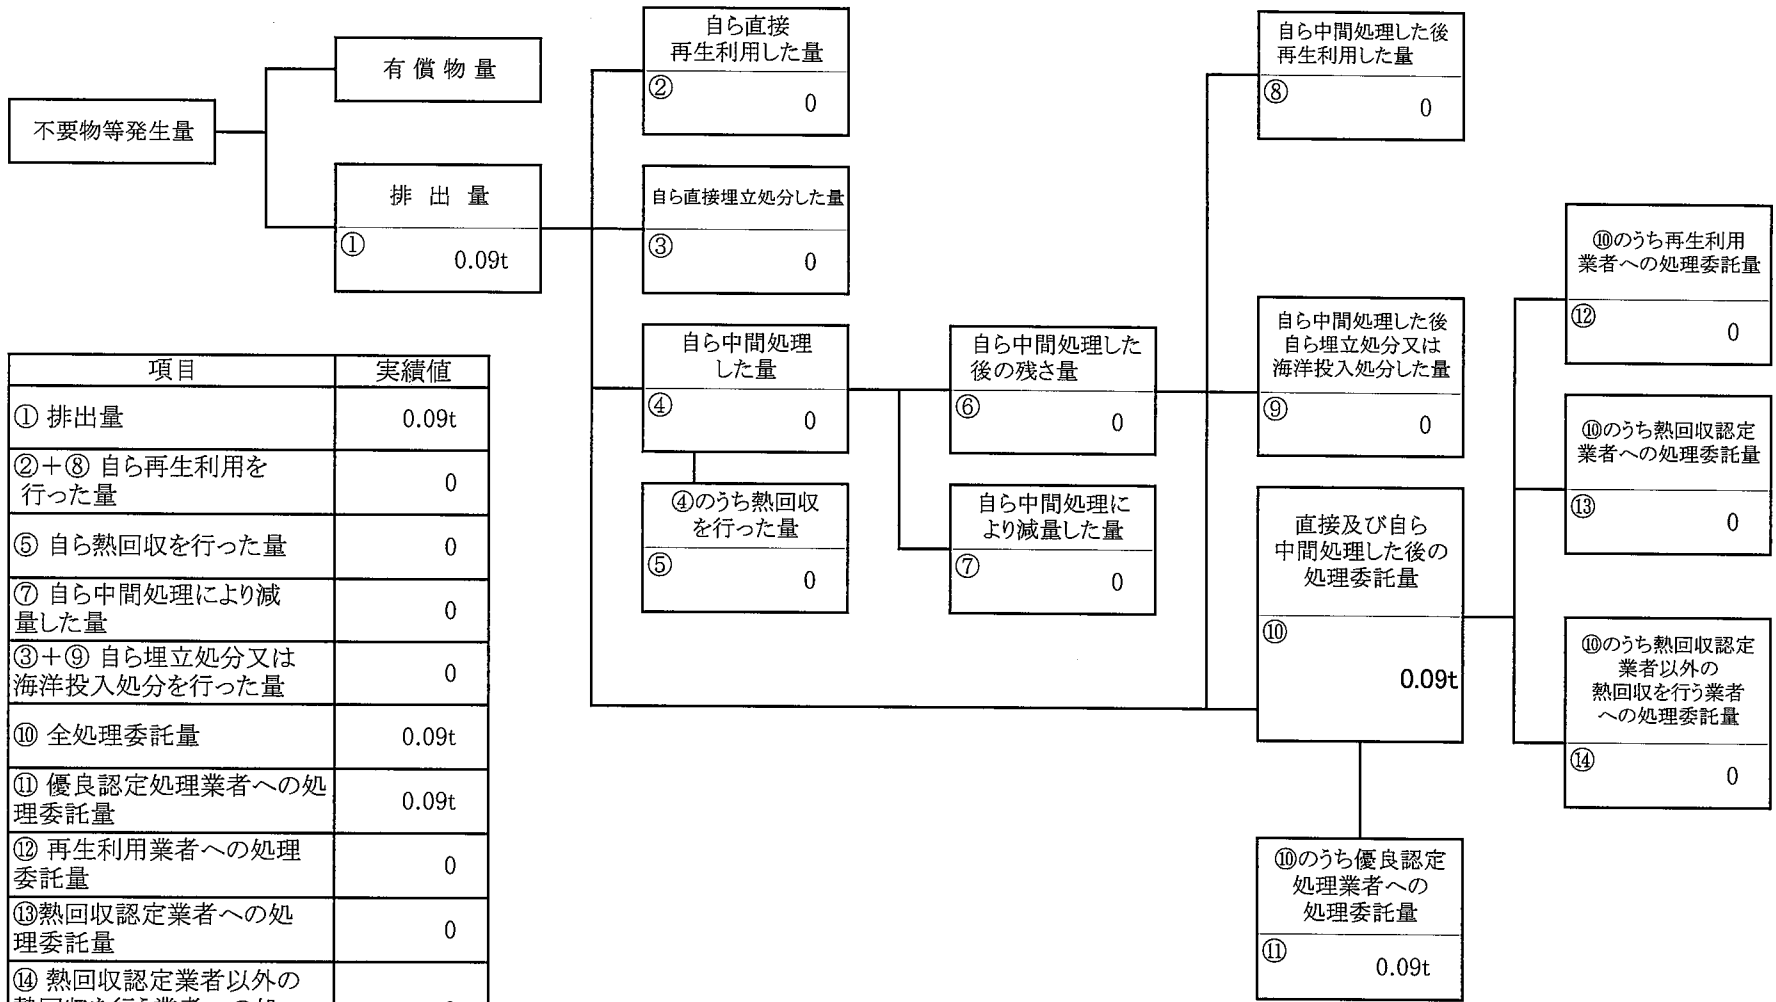 不要物等発生量
有 償 物 量
排 出 量
①
0.09t
自ら直接
再生利用した量
②
0
自ら直接埋立処分した量
③
0
自ら中間処理
した量
④
0
④のうち熱回収
を行った量
⑤
0
自ら中間処理した
後の残さ量
⑥
0
自ら中間処理に
より減量した量
⑦
0
自ら中間処理した後
再生利用した量
⑧
0
自ら中間処理した後
自ら埋立処分又は
海洋投入処分した量
⑨
0
直接及び自ら
中間処理した後の
処理委託量
⑩
0.09t
⑩のうち優良認定
処理業者への
処理委託量
⑪
0.09t
⑩のうち再生利用
業者への処理委託量
⑫
0
⑩のうち熱回収認定
業者への処理委託量
⑬
0
⑩のうち熱回収認定
業者以外の
熱回収を行う業者
への処理委託量
⑭
0
項目 実績値
① 排出量 0.09t
②+⑧ 自ら再生利用を
行った量 0
⑤ 自ら熱回収を行った量 0
⑦ 自ら中間処理により減
量した量 0
③+⑨ 自ら埋立処分又は
海洋投入処分を行った量 0
⑩ 全処理委託量 0.09t
⑪ 優良認定処理業者への処
理委託量 0.09t
⑫ 再生利用業者への処理
委託量 0
⑬熱回収認定業者への処
理委託量 0
⑭ 熱回収認定業者以外の